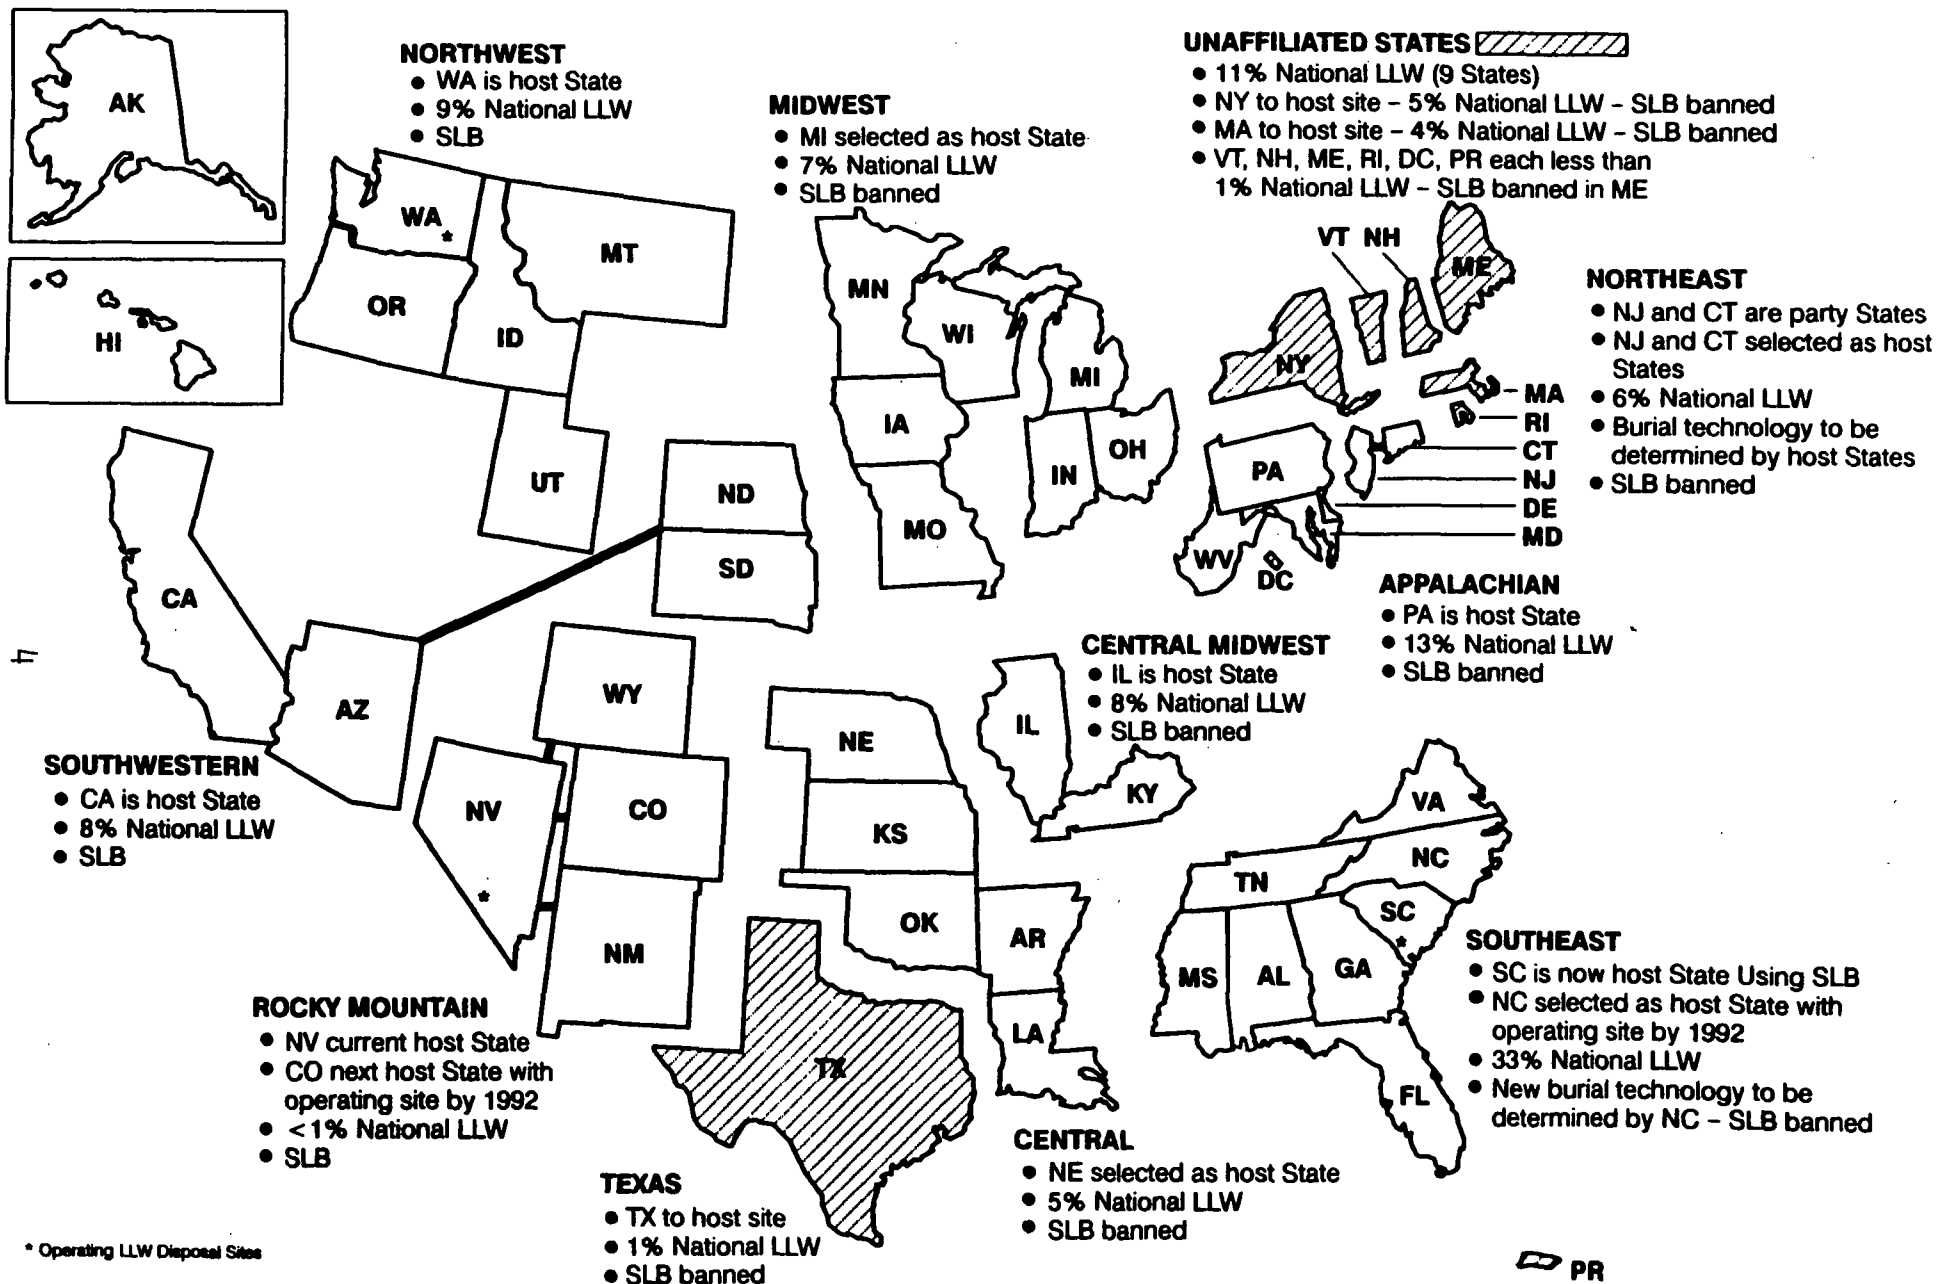 AK
HI
NORTHWEST
● WA is host State
● 9% National LLW
● SLB
MIDWEST
● MI selected as host State
● 7% National LLW
● SLB banned
UNAFFILIATED STATES
● 11% National LLW (9 States)
● NY to host site – 5% National LLW – SLB banned
● MA to host site – 4% National LLW – SLB banned
● VT, NH, ME, RI, DC, PR each less than
1% National LLW – SLB banned in ME
WA
*
MT
OR
ID
UT
MN
WI
MI
IA
IN
OH
MO
ND
SD
VT NH
ME
NY
MA
RI
CT
NJ
DE
MD
PA
WV
DC
NORTHEAST
● NJ and CT are party States
● NJ and CT selected as host
States
● 6% National LLW
● Burial technology to be
determined by host States
● SLB banned
APPALACHIAN
● PA is host State
● 13% National LLW
● SLB banned
CENTRAL MIDWEST
● IL is host State
● 8% National LLW
● SLB banned
IL
KY
CA
AZ
4
SOUTHWESTERN
● CA is host State
● 8% National LLW
● SLB
WY
NV
*
CO
NM
NE
KS
OK
AR
LA
TX
VA
NC
TN
SC
*
MS
AL
GA
FL
ROCKY MOUNTAIN
● NV current host State
● CO next host State with
operating site by 1992
● <1% National LLW
● SLB
SOUTHEAST
● SC is now host State Using SLB
● NC selected as host State with
operating site by 1992
● 33% National LLW
● New burial technology to be
determined by NC – SLB banned
TEXAS
● TX to host site
● 1% National LLW
● SLB banned
CENTRAL
● NE selected as host State
● 5% National LLW
● SLB banned
* Operating LLW Disposal Sites
PR